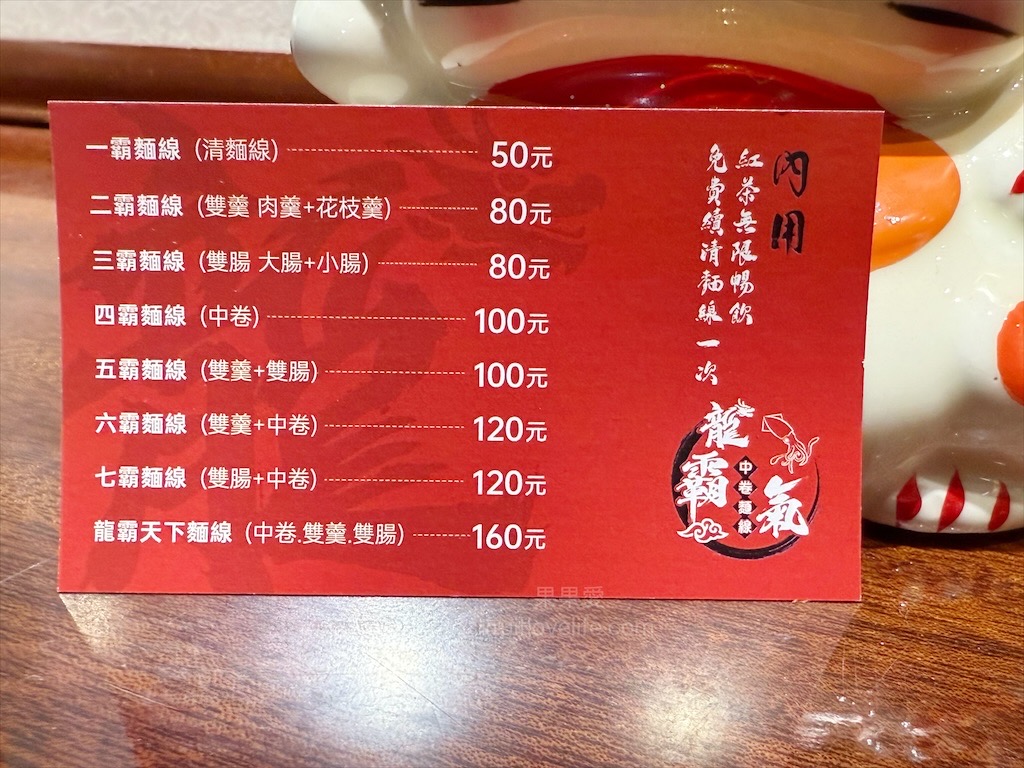 一霸麵線 (清麵線) 50元
二霸麵線 (雙羹 肉羹+花枝羹) 80元
三霸麵線 (雙腸 大腸+小腸) 80元
四霸麵線 (中卷) 100元
五霸麵線 (雙羹+雙腸) 100元
六霸麵線 (雙羹+中卷) 120元
七霸麵線 (雙腸+中卷) 120元
龍霸天下麵線 (中卷.雙羹.雙腸) 160元
內用
紅茶無限暢飲
免費續清麵線一次
龍霸氣
中卷麵線
果果愛